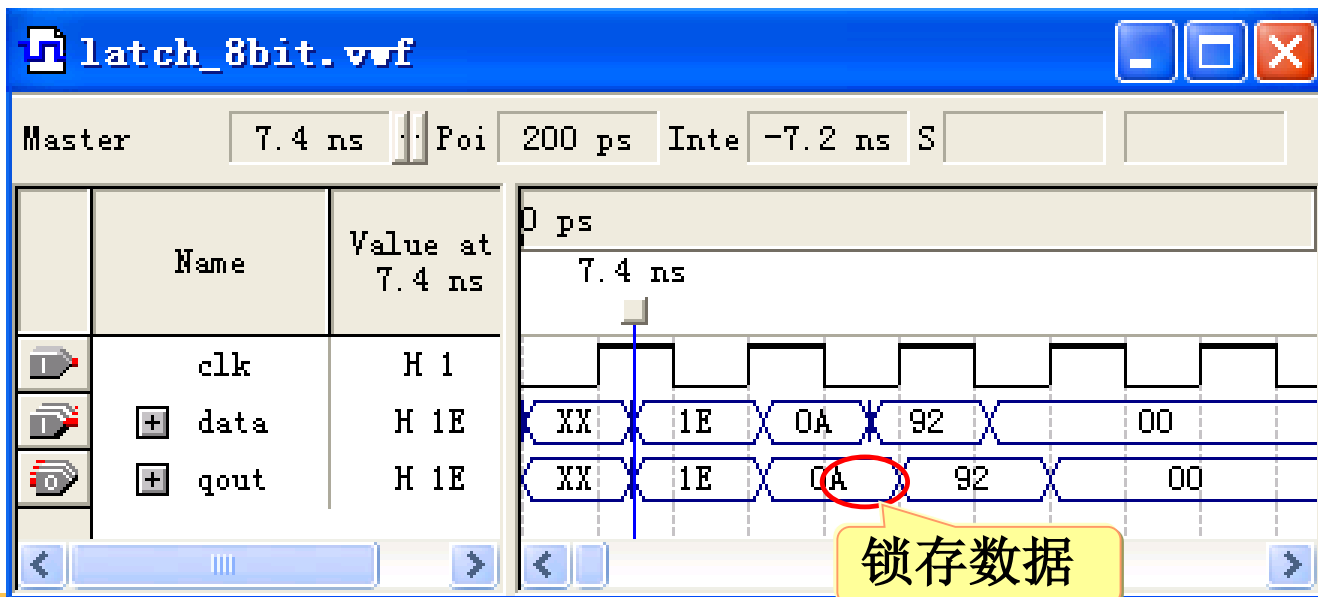 latch_8bit.vwf
Master 7.4 ns Poi 200 ps Inte -7.2 ns S
Name Value at 7.4 ns
0 ps
7.4 ns
clk H 1
data H 1E XX 1E 0A 92 00
qout H 1E XX 1E 0A 92 00
锁存数据